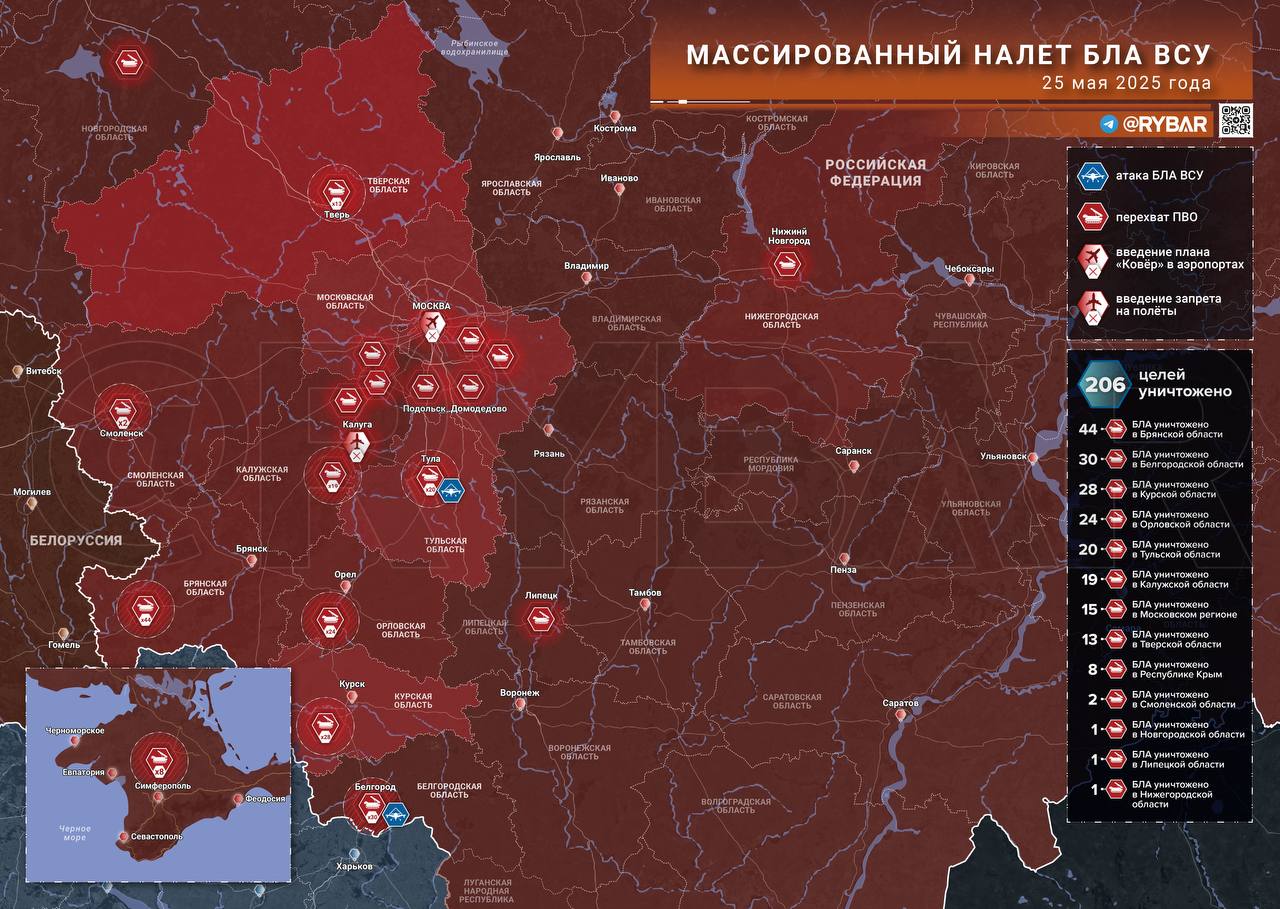 МАССИРОВАННЫЙ НАЛЕТ БЛА ВСУ
25 мая 2025 года
@RYBAR
атака БЛА ВСУ
перехват ПВО
введение плана
«Ковёр» в аэропортах
введение запрета
на полёты
206
целей
уничтожено
44
БЛА уничтожено
в Брянской области
30
БЛА уничтожено
в Белгородской области
28
БЛА уничтожено
в Курской области
24
БЛА уничтожено
в Орловской области
20
БЛА уничтожено
в Тульской области
19
БЛА уничтожено
в Калужской области
15
БЛА уничтожено
в Московском регионе
13
БЛА уничтожено
в Тверской области
8
БЛА уничтожено
в Республике Крым
2
БЛА уничтожено
в Смоленской области
1
БЛА уничтожено
в Новгородской области
1
БЛА уничтожено
в Липецкой области
1
БЛА уничтожено
в Нижегородской
области
Рыбинское
водохранилище
НОВГОРОДСКАЯ
ОБЛАСТЬ
КОСТРОМСКАЯ
ОБЛАСТЬ
Кострома
Ярославль
РОССИЙСКАЯ
ФЕДЕРАЦИЯ
КИРОВСКАЯ
ОБЛАСТЬ
ТВЕРСКАЯ
ОБЛАСТЬ
x13
Тверь
ЯРОСЛАВСКАЯ
ОБЛАСТЬ
Иваново
ИВАНОВСКАЯ
ОБЛАСТЬ
Нижний
Новгород
Владимир
Чебоксары
МОСКОВСКАЯ
ОБЛАСТЬ
МОСКВА
ВЛАДИМИРСКАЯ
ОБЛАСТЬ
НИЖЕГОРОДСКАЯ
ОБЛАСТЬ
ЧУВАШСКАЯ
РЕСПУБЛИКА
@RYBAR
Витебск
x2
Смоленск
Подольск
Домодедово
Калуга
Рязань
Саранск
Ульяновск
Тула
x20
x19
СМОЛЕНСКАЯ
ОБЛАСТЬ
КАЛУЖСКАЯ
ОБЛАСТЬ
РЕСПУБЛИКА
МОРДОВИЯ
Могилев
РЯЗАНСКАЯ
ОБЛАСТЬ
УЛЬЯНОВСКАЯ
ОБЛАСТЬ
БЕЛОРУССИЯ
Брянск
ТУЛЬСКАЯ
ОБЛАСТЬ
Орел
Пенза
БРЯНСКАЯ
ОБЛАСТЬ
x44
Липецк
Тамбов
ПЕНЗЕНСКАЯ
ОБЛАСТЬ
x24
ОРЛОВСКАЯ
ОБЛАСТЬ
ЛИПЕЦКАЯ
ОБЛАСТЬ
Гомель
ТАМБОВСКАЯ
ОБЛАСТЬ
Курск
КУРСКАЯ
ОБЛАСТЬ
Воронеж
САРАТОВСКАЯ
ОБЛАСТЬ
Саратов
x28
Черноморское
ВОРОНЕЖСКАЯ
ОБЛАСТЬ
Евпатория
x8
Симферополь
Феодосия
Белгород
x30
БЕЛГОРОДСКАЯ
ОБЛАСТЬ
ВОЛГОГРАДСКАЯ
ОБЛАСТЬ
Черное
море
Севастополь
Харьков
ЛУГАНСКАЯ
НАРОДНАЯ
РЕСПУБЛИКА